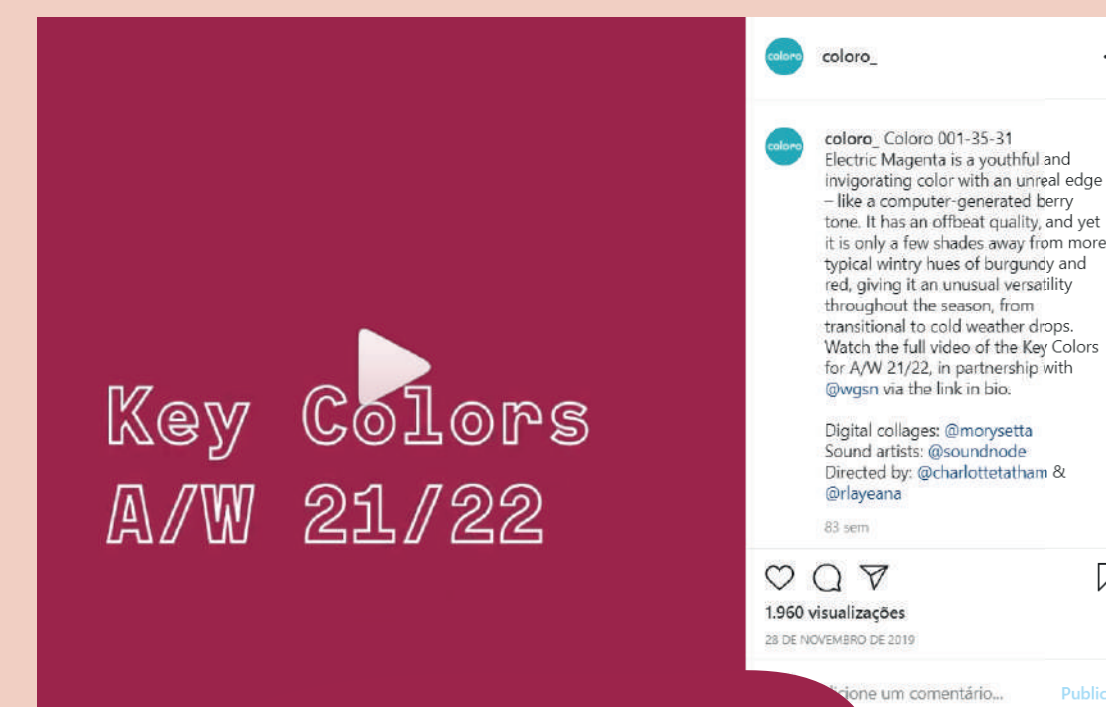 Key Colors
A/W 21/22
coloro
coloro_
coloro
coloro_ Coloro 001-35-31
Electric Magenta is a youthful and
invigorating color with an unreal edge
– like a computer-generated berry
tone. It has an offbeat quality, and yet
it is only a few shades away from more
typical wintry hues of burgundy and
red, giving it an unusual versatility
throughout the season, from
transitional to cold weather drops.
Watch the full video of the Key Colors
for A/W 21/22, in partnership with
@wgsn via the link in bio.
Digital collages: @morysetta
Sound artists: @soundnode
Directed by: @charlottetatham &
@rlayeana
83 sem
1.960 visualizações
28 DE NOVEMBRO DE 2019
um comentário...